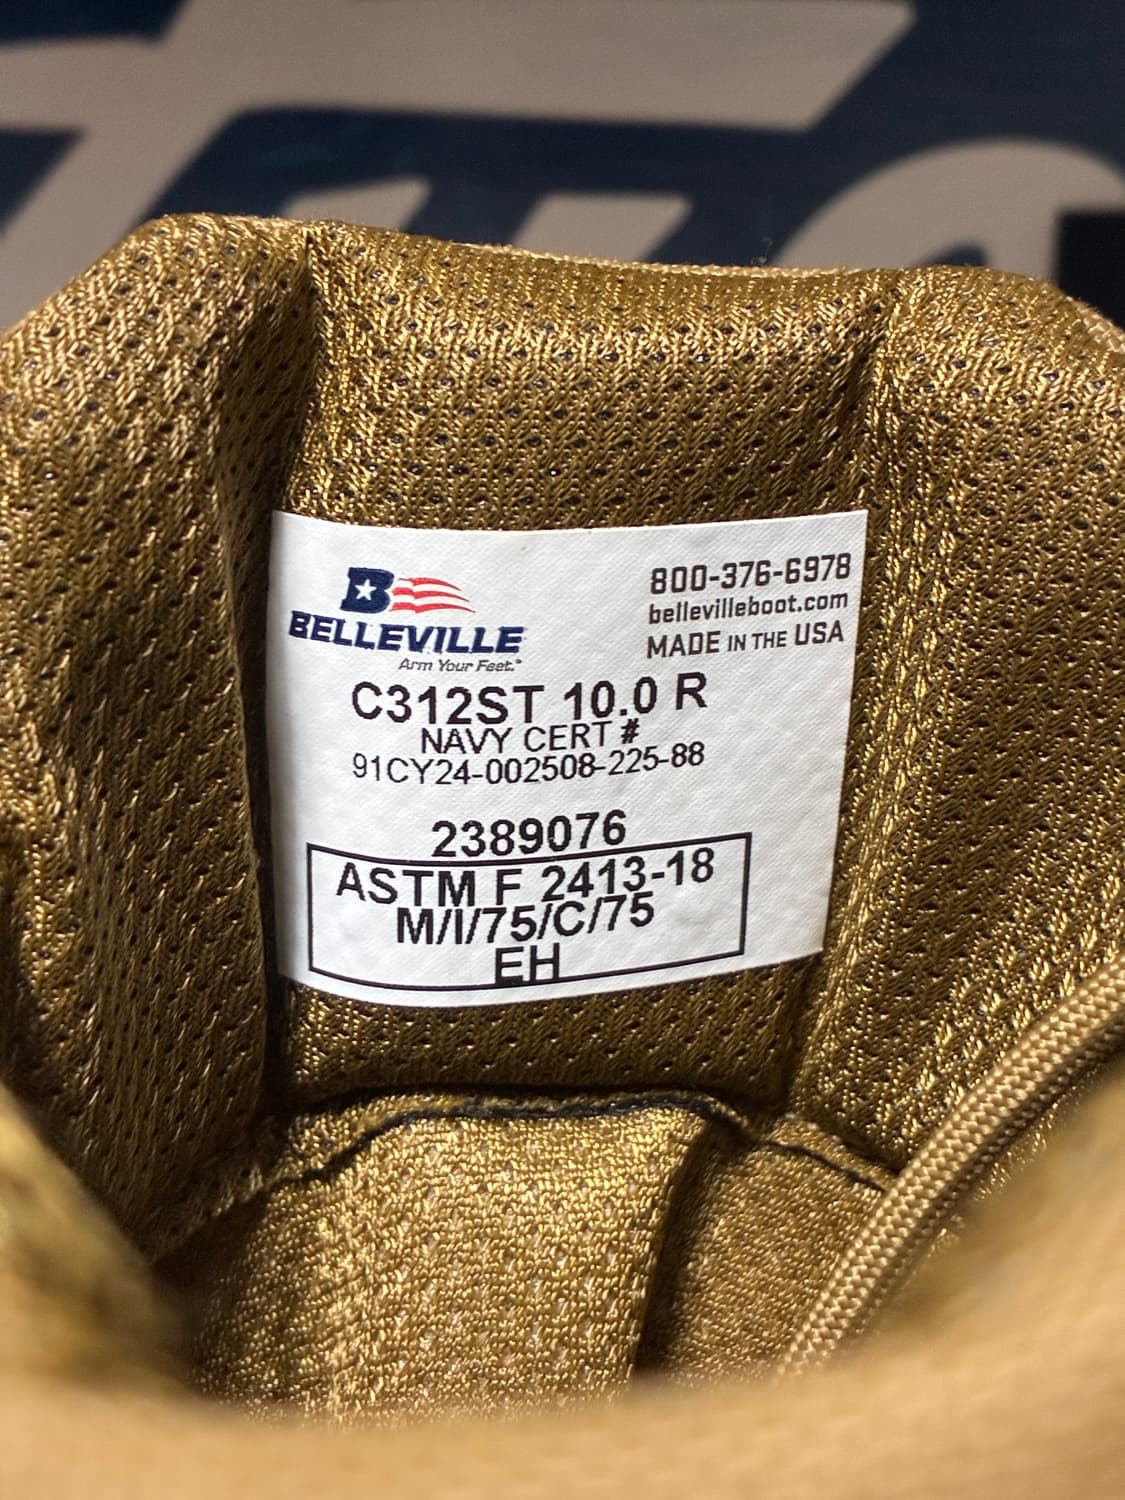 B
BELLEVILLE
Arm Your Feet.™
800-376-6978
bellevilleboot.com
MADE IN THE USA
C312ST 10.0 R
NAVY CERT #
91CY24-002508-225-88
2389076
ASTM F 2413-18
M/I/75/C/75
EH